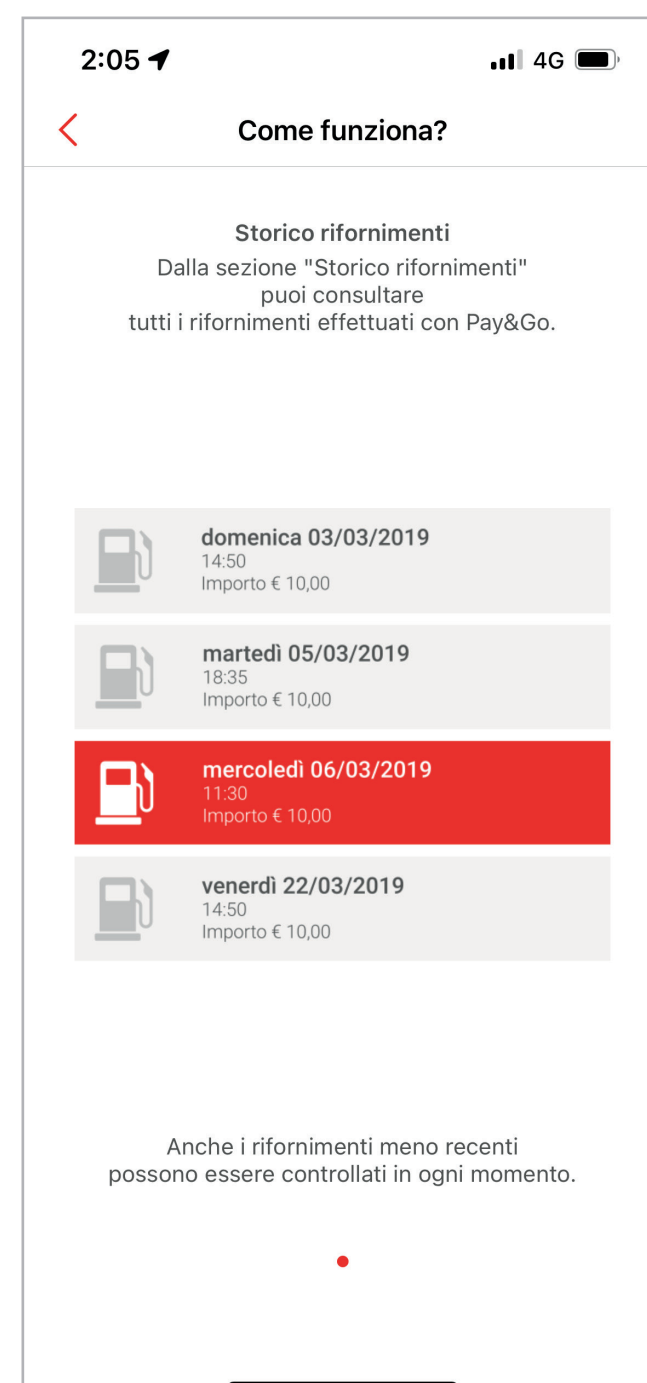 2:05
4G
Come funziona?
Storico rifornimenti
Dalla sezione "Storico rifornimenti"
puoi consultare
tutti i rifornimenti effettuati con Pay&Go.
domenica 03/03/2019
14:50
Importo € 10,00
martedì 05/03/2019
18:35
Importo € 10,00
mercoledì 06/03/2019
11:30
Importo € 10,00
venerdì 22/03/2019
14:50
Importo € 10,00
Anche i rifornimenti meno recenti
possono essere controllati in ogni momento.